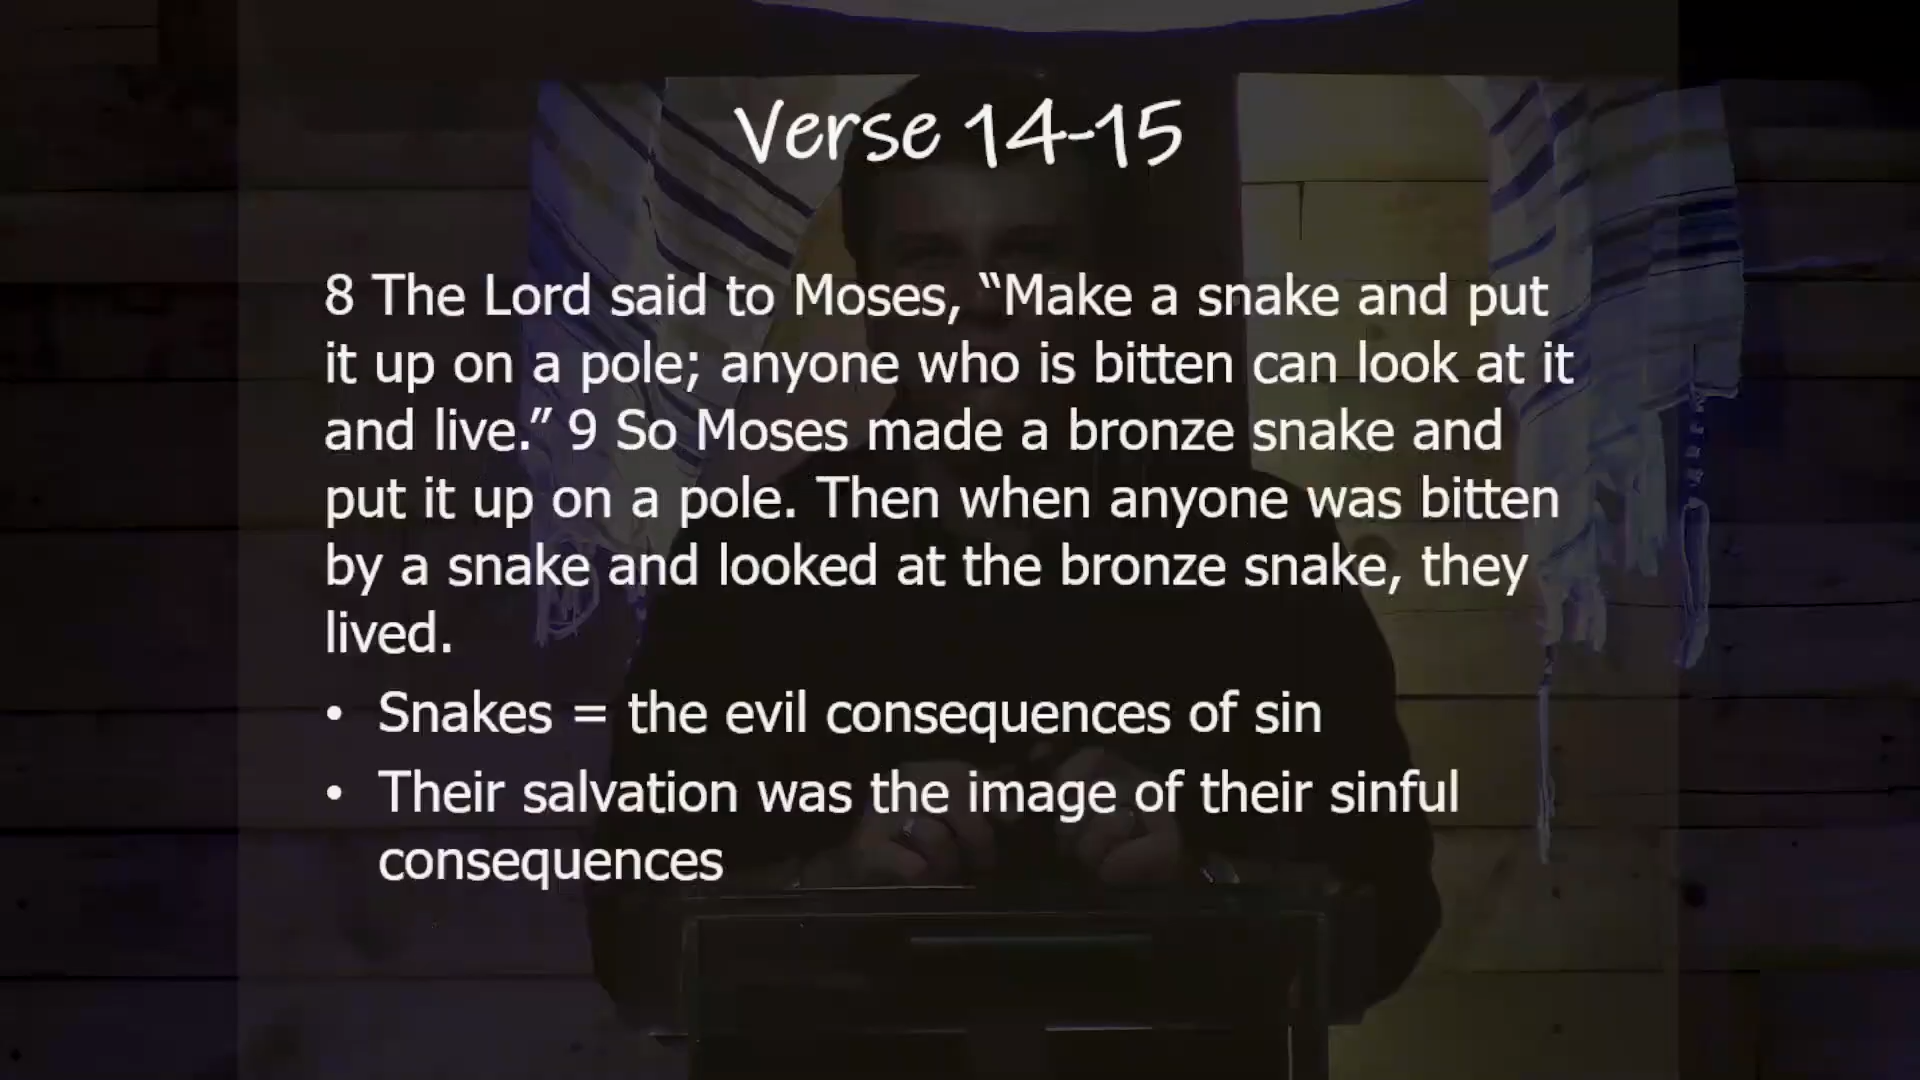 Verse 14-15
8 The Lord said to Moses, “Make a snake and put
it up on a pole; anyone who is bitten can look at it
and live.” 9 So Moses made a bronze snake and
put it up on a pole. Then when anyone was bitten
by a snake and looked at the bronze snake, they
lived.
• Snakes = the evil consequences of sin
• Their salvation was the image of their sinful
consequences